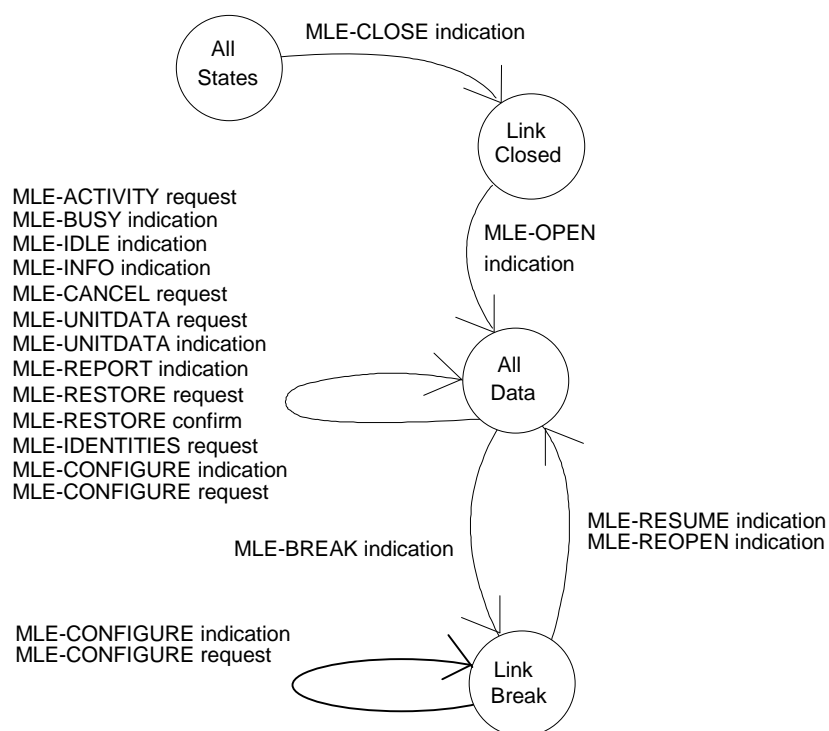 All
States
MLE-CLOSE indication
Link
Closed
MLE-ACTIVITY request
MLE-BUSY indication
MLE-IDLE indication
MLE-INFO indication
MLE-CANCEL request
MLE-UNITDATA request
MLE-UNITDATA indication
MLE-REPORT indication
MLE-RESTORE request
MLE-RESTORE confirm
MLE-IDENTITIES request
MLE-CONFIGURE indication
MLE-CONFIGURE request
MLE-OPEN
indication
All
Data
MLE-BREAK indication
MLE-RESUME indication
MLE-REOPEN indication
MLE-CONFIGURE indication
MLE-CONFIGURE request
Link
Break